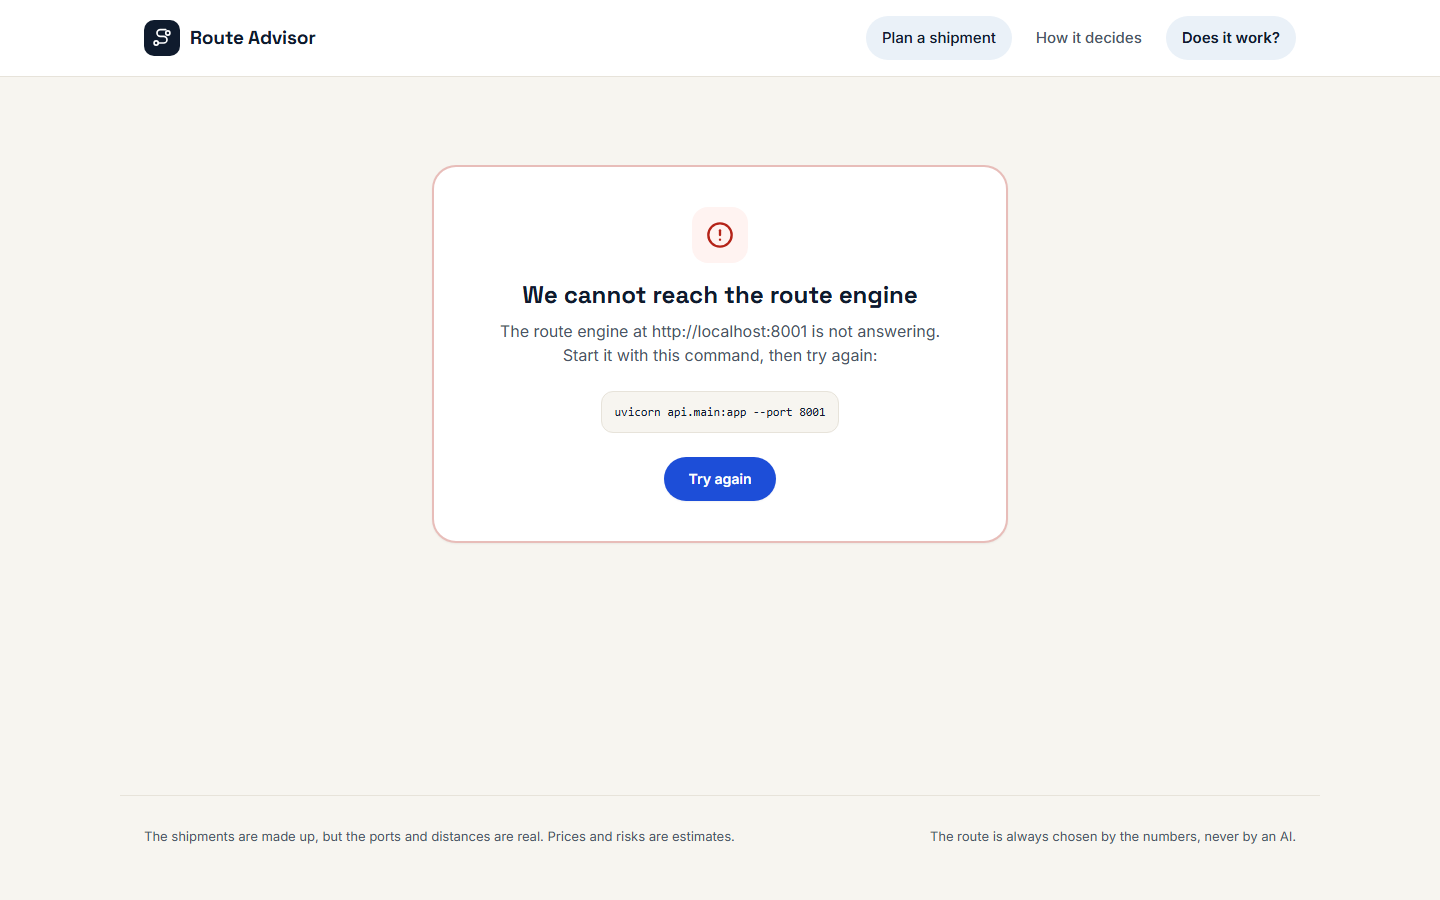 Route Advisor
Plan a shipment
How it decides
Does it work?
We cannot reach the route engine
The route engine at http://localhost:8001 is not answering.
Start it with this command, then try again:
uvicorn api.main:app --port 8001
Try again
The shipments are made up, but the ports and distances are real. Prices and risks are estimates.
The route is always chosen by the numbers, never by an AI.